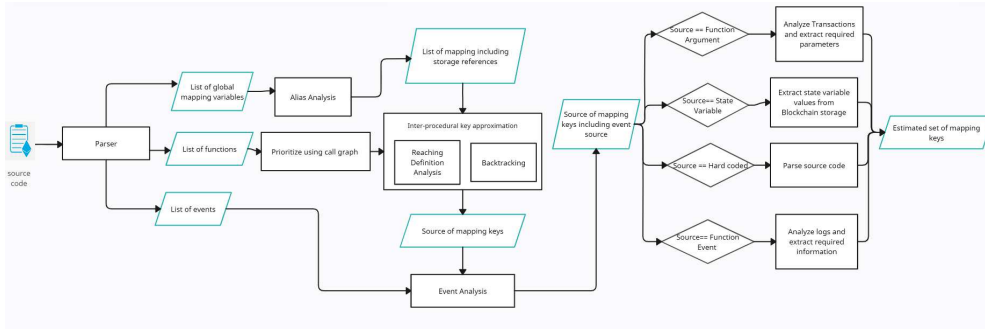 source
code
Parser
List of global
mapping variables
Alias Analysis
List of mapping including
storage references
List of functions
Prioritize using call graph
Inter-procedural key approximation
Reaching
Definition
Analysis
Backtracking
List of events
Source of mapping keys
Event Analysis
Source of mapping
keys including event
source
Source == Function
Argument
Analyze Transactions
and extract required
parameters
Source== State
Variable
Extract state variable
values from
Blockchain storage
Source == Hard coded
Parse source code
Source== Function
Event
Analyze logs and
extract required
information
Estimated set of mapping
keys